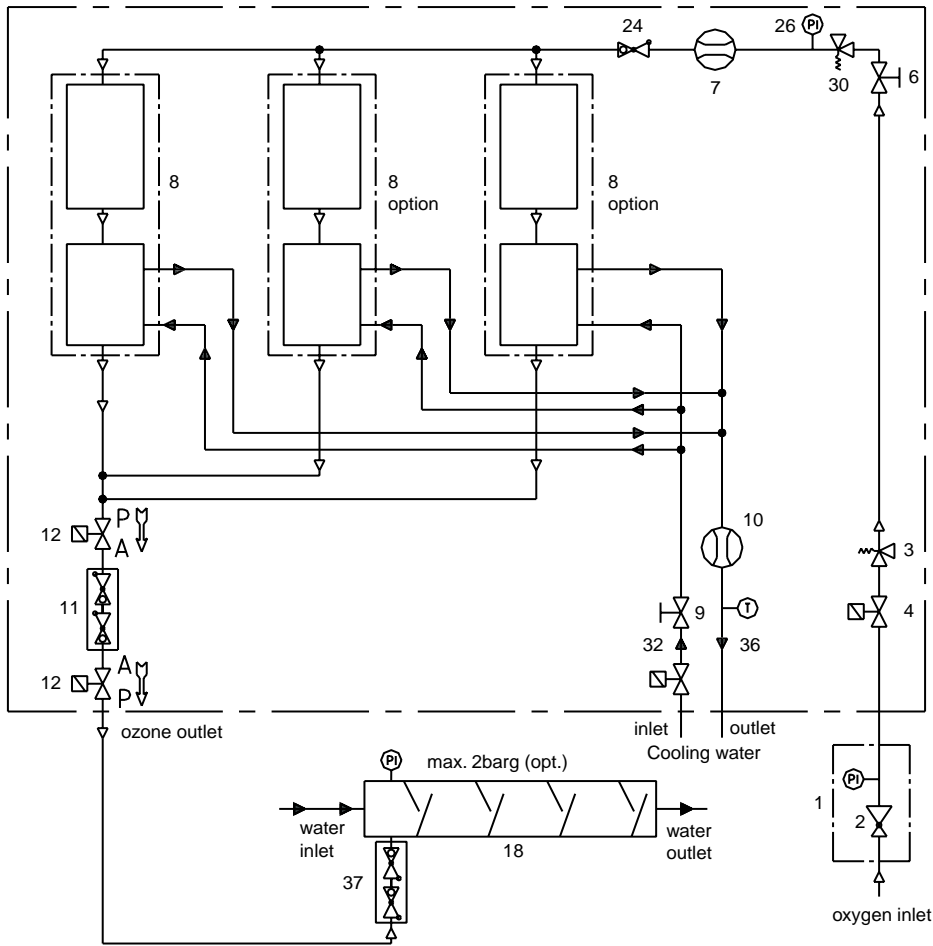 24
26
PI
7
30
6
8
8
option
8
option
12
P
A
11
A
12
P
10
3
9
4
T
32
36
ozone outlet
inlet
outlet
Cooling water
PI
max. 2barg (opt.)
PI
1
2
water
inlet
water
outlet
18
37
oxygen inlet